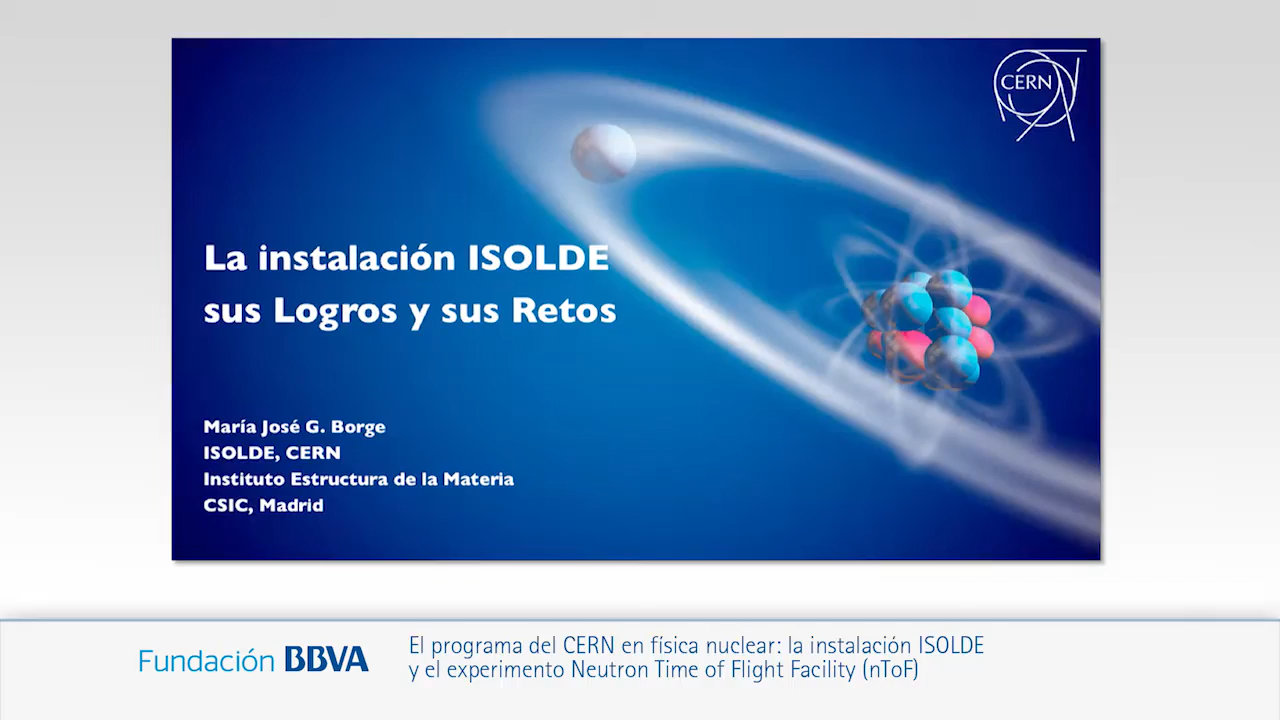 CERN
La instalación ISOLDE
sus Logros y sus Retos
María José G. Borge
ISOLDE, CERN
Instituto Estructura de la Materia
CSIC, Madrid
Fundación BBVA
El programa del CERN en física nuclear: la instalación ISOLDE
y el experimento Neutron Time of Flight Facility (nToF)